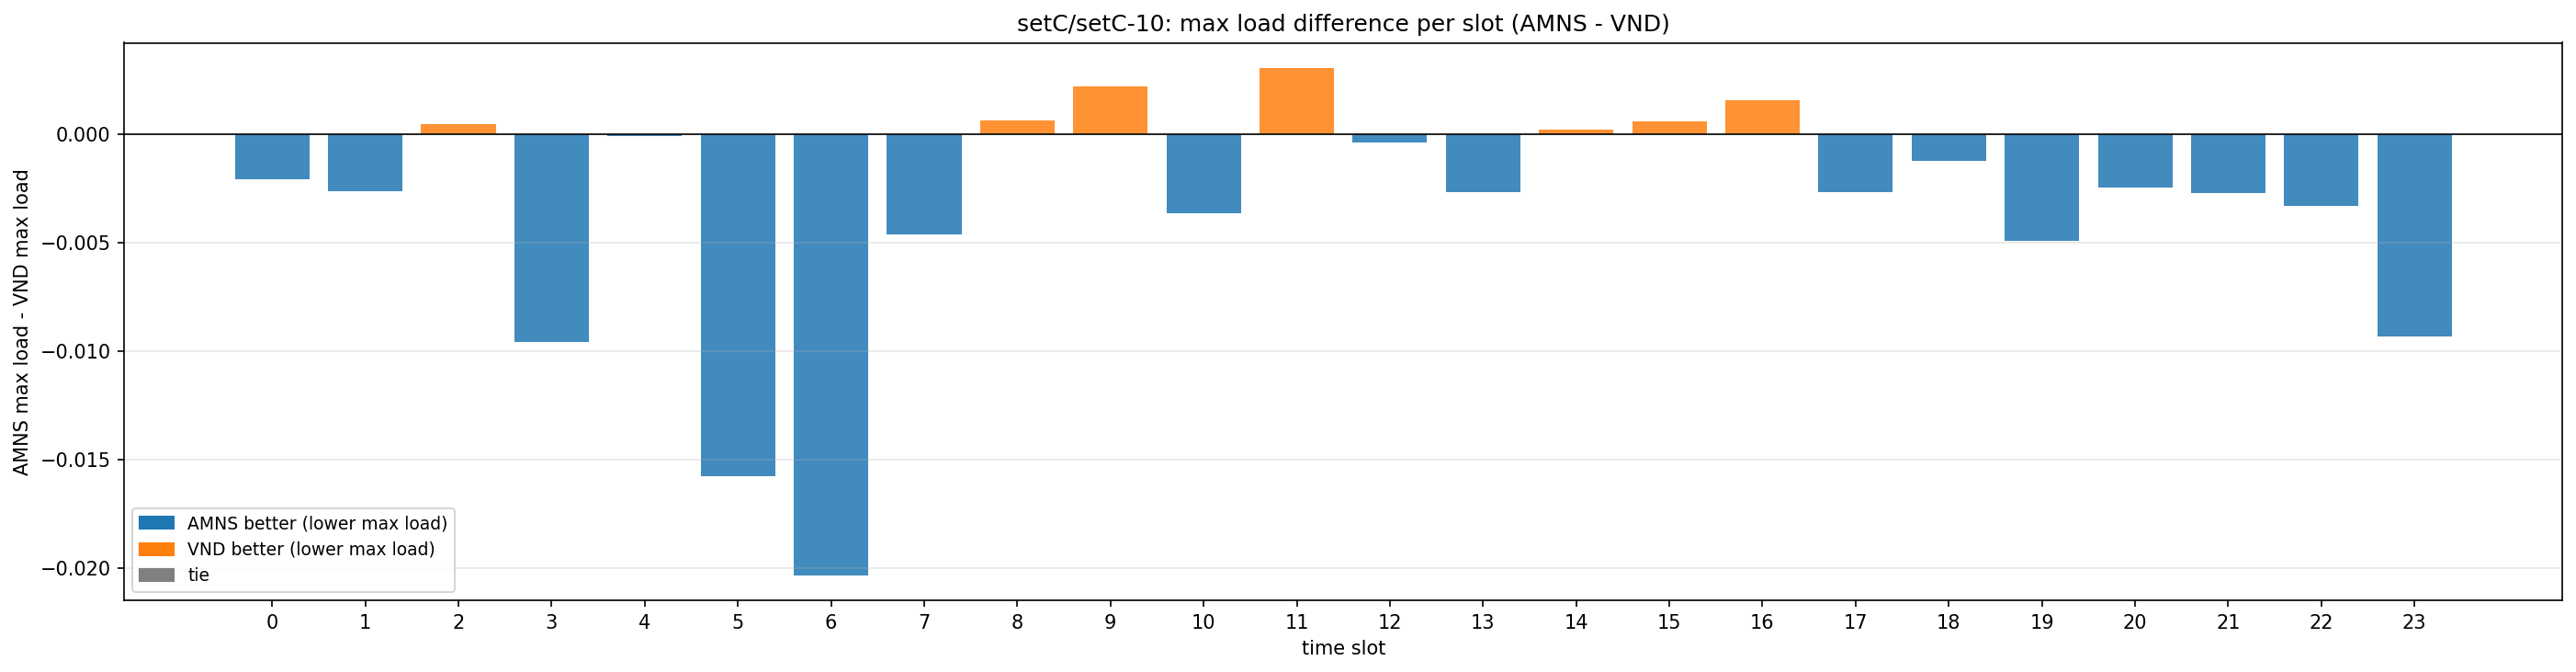 setC/setC-10: max load difference per slot (AMNS - VND)
AMNS max load - VND max load
0.000
−0.005
−0.010
−0.015
−0.020
AMNS better (lower max load)
VND better (lower max load)
tie
0 1 2 3 4 5 6 7 8 9 10 11 12 13 14 15 16 17 18 19 20 21 22 23
time slot